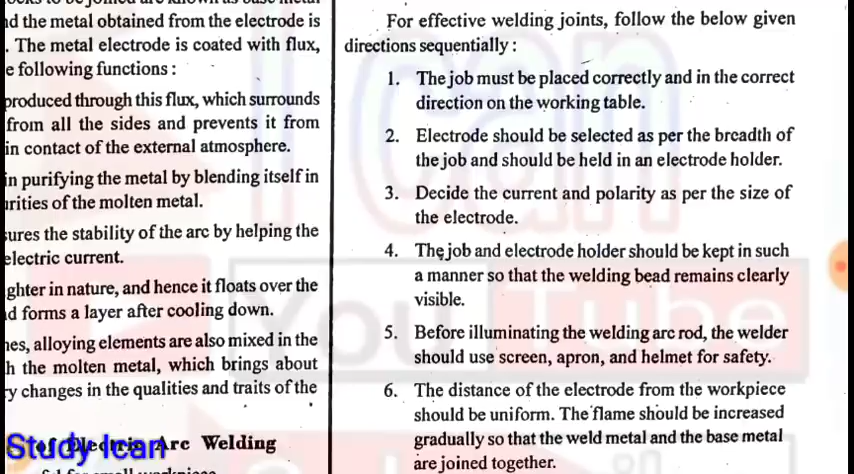 nd the metal obtained from the electrode is
. The metal electrode is coated with flux,
e following functions :
produced through this flux, which surrounds
from all the sides and prevents it from
in contact of the external atmosphere.
in purifying the metal by blending itself in
rities of the molten metal.
sures the stability of the arc by helping the
electric current.
ghter in nature, and hence it floats over the
d forms a layer after cooling down.
nes, alloying elements are also mixed in the
h the molten metal, which brings about
ry changes in the qualities and traits of the
of Electric Arc Welding
Study Ican
For effective welding joints, follow the below given
directions sequentially :
1. The job must be placed correctly and in the correct
direction on the working table.
2. Electrode should be selected as per the breadth of
the job and should be held in an electrode holder.
3. Decide the current and polarity as per the size of
the electrode.
4. The job and electrode holder should be kept in such
a manner so that the welding bead remains clearly
visible.
5. Before illuminating the welding arc rod, the welder
should use screen, apron, and helmet for safety.
6. The distance of the electrode from the workpiece
should be uniform. The flame should be increased
gradually so that the weld metal and the base metal
are joined together.
I Can
YouTube